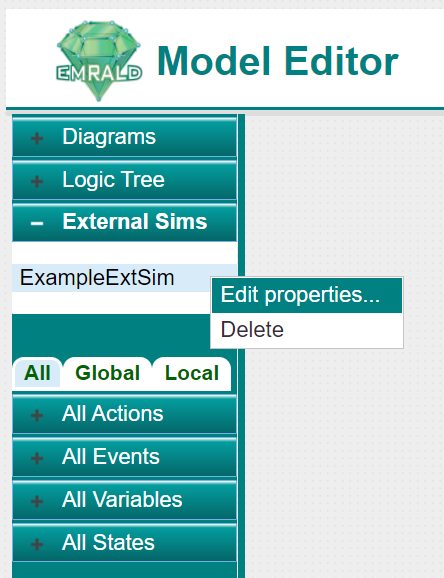 EMRALD
Model Editor
Diagrams
Logic Tree
External Sims
ExampleExtSim
Edit properties...
Delete
All Global Local
All Actions
All Events
All Variables
All States